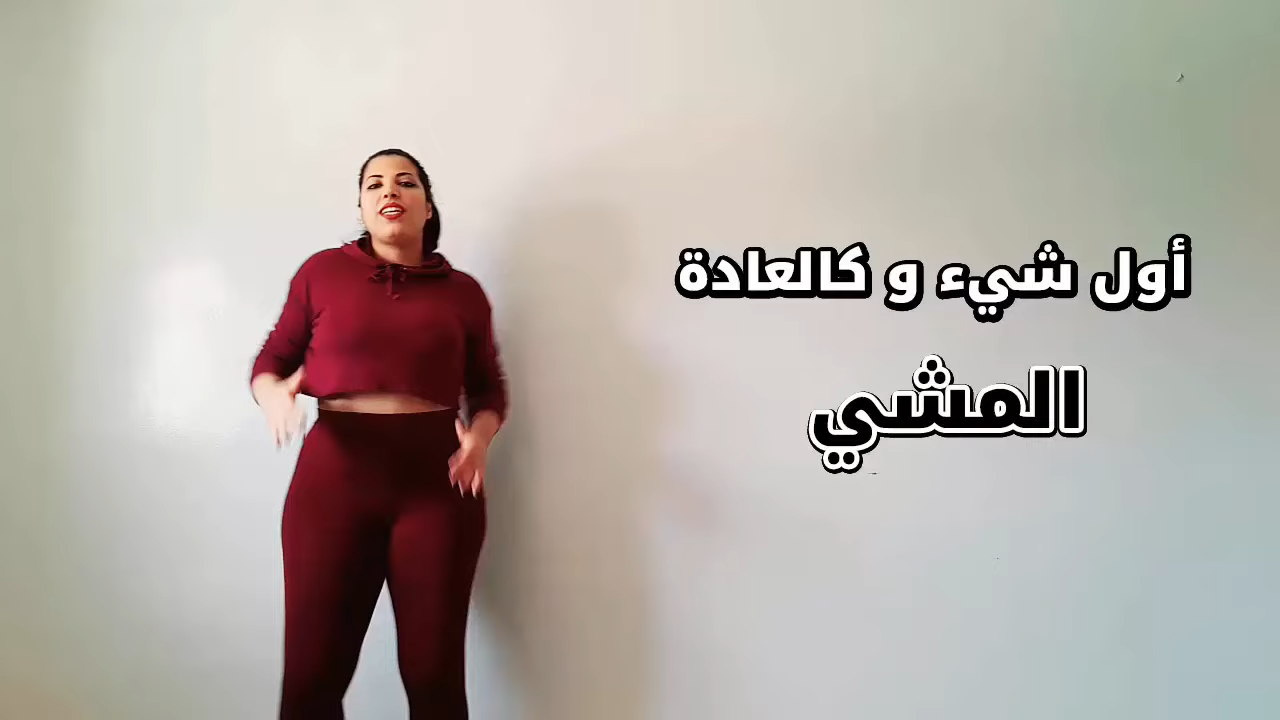 أول شيء و كالعادة
المشي